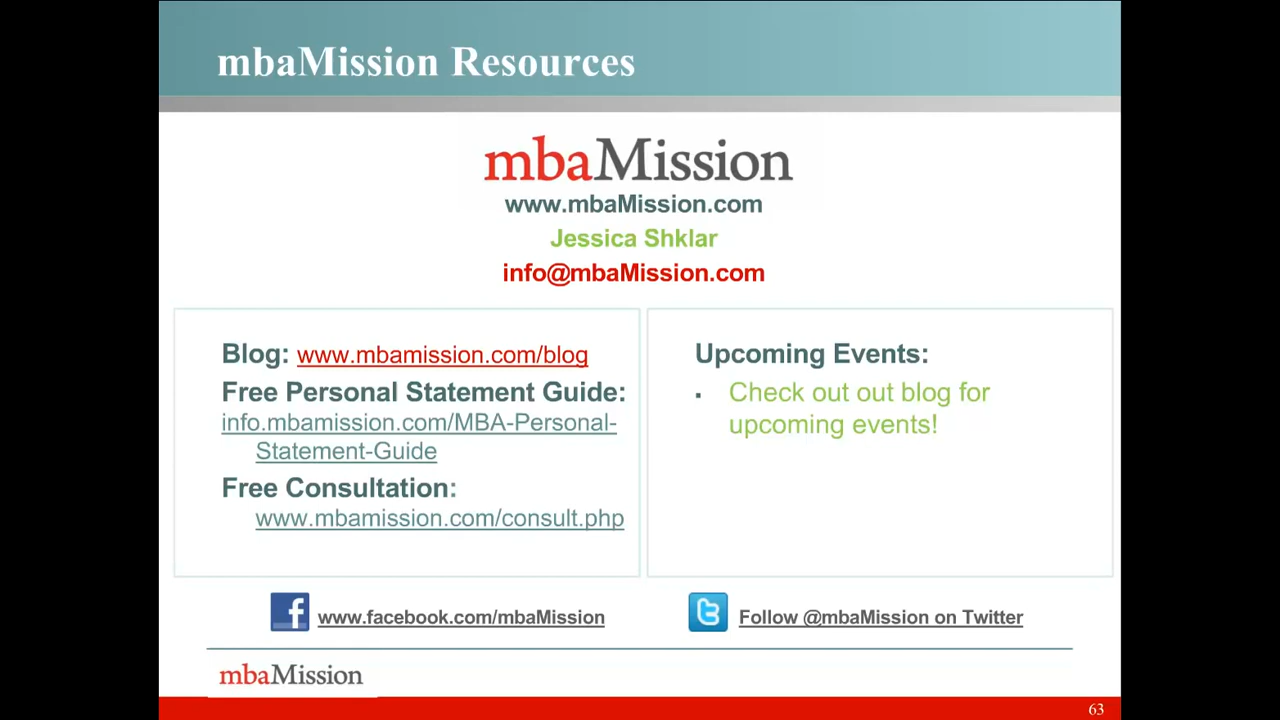 mbaMission Resources
mbaMission
www.mbaMission.com
Jessica Shklar
info@mbaMission.com
Blog: www.mbamission.com/blog
Free Personal Statement Guide:
info.mbamission.com/MBA-Personal-
Statement-Guide
Free Consultation:
www.mbamission.com/consult.php
Upcoming Events:
▪ Check out out blog for
upcoming events!
www.facebook.com/mbaMission
Follow @mbaMission on Twitter
mbaMission
63